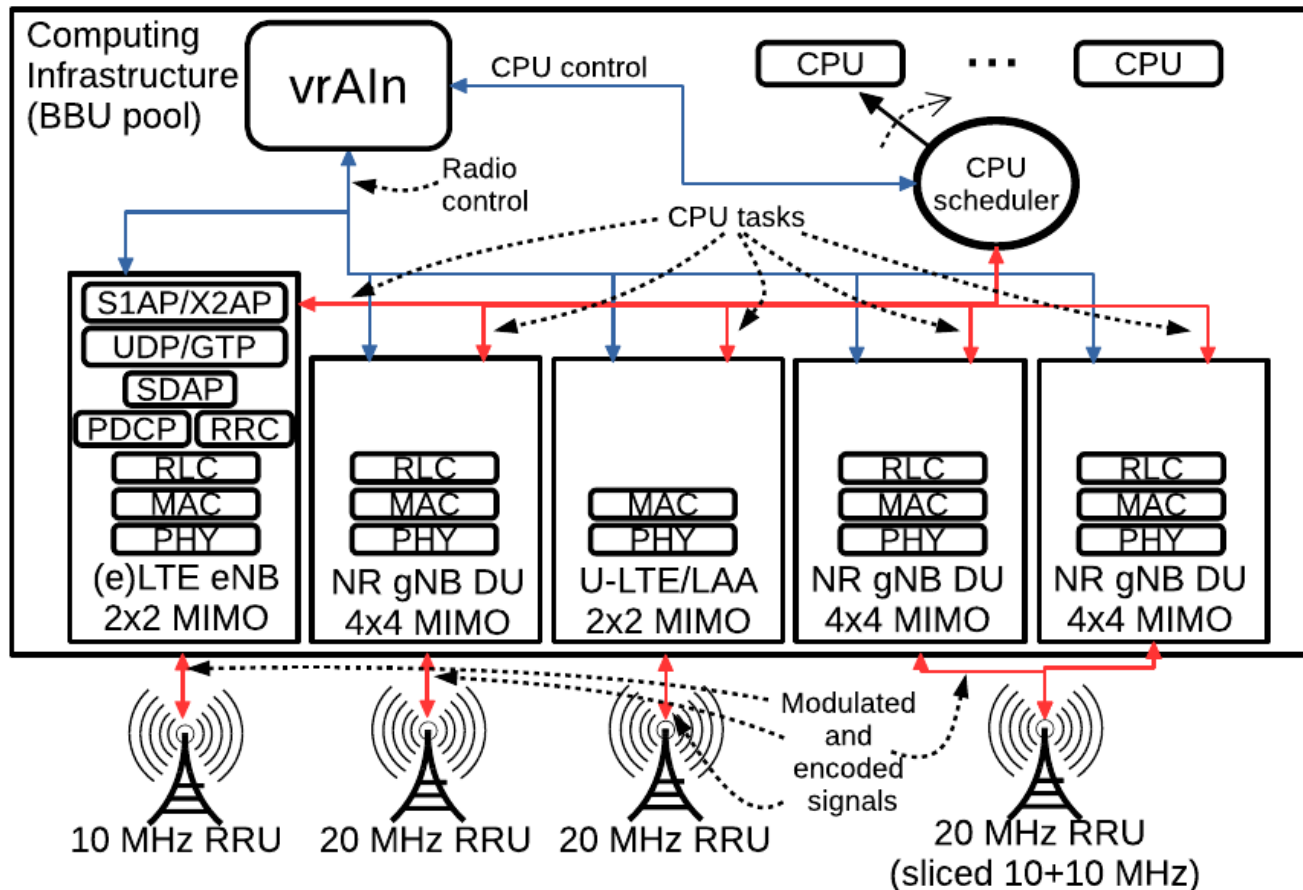 Computing
Infrastructure
(BBU pool)
vrAIn
CPU control
CPU
...
CPU
Radio
control
CPU
scheduler
CPU tasks
S1AP/X2AP
UDP/GTP
SDAP
PDCP
RRC
RLC
MAC
PHY
(e)LTE eNB
2x2 MIMO
RLC
MAC
PHY
NR gNB DU
4x4 MIMO
MAC
PHY
U-LTE/LAA
2x2 MIMO
RLC
MAC
PHY
NR gNB DU
4x4 MIMO
RLC
MAC
PHY
NR gNB DU
4x4 MIMO
Modulated
and
encoded
signals
10 MHz RRU
20 MHz RRU
20 MHz RRU
20 MHz RRU
(sliced 10+10 MHz)